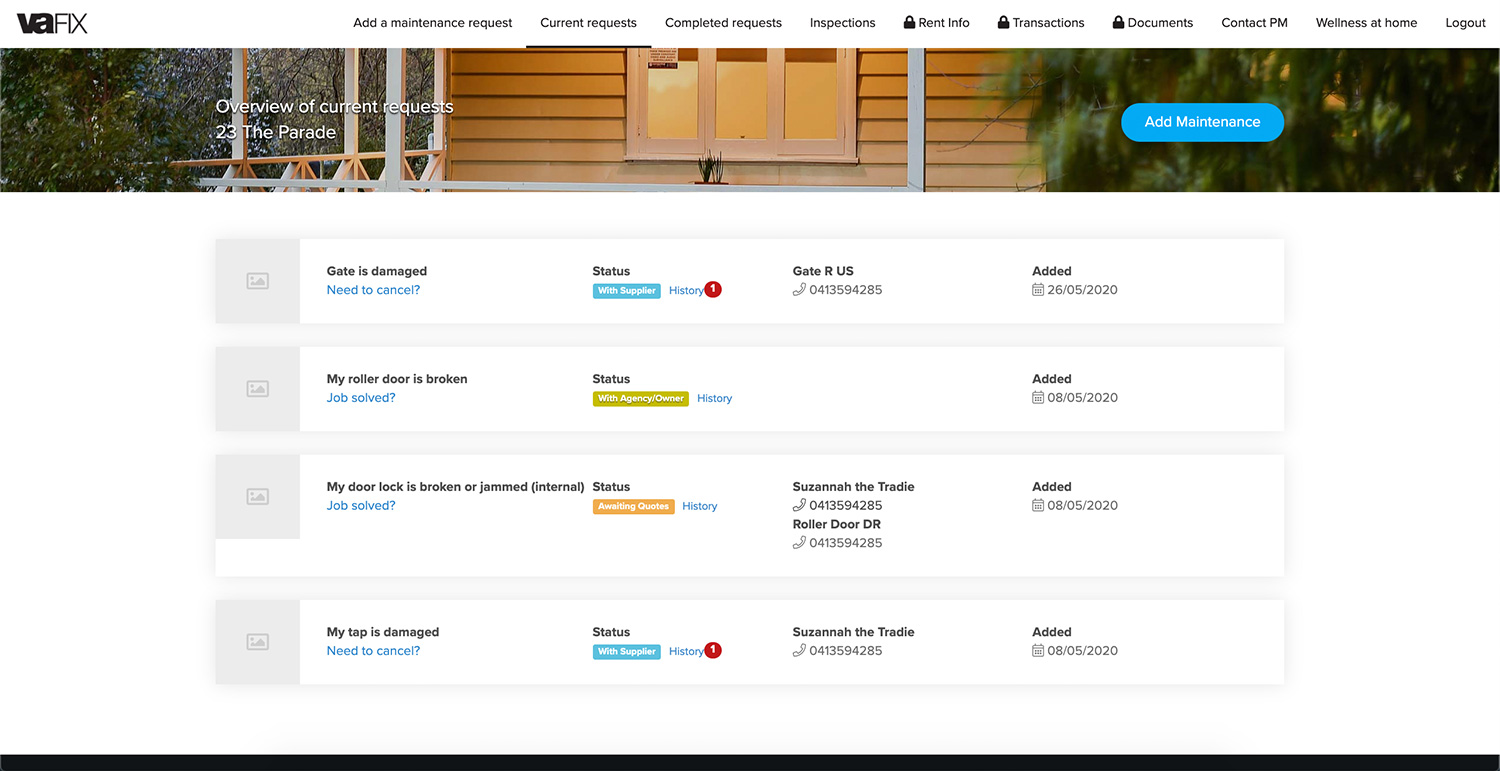 vaFIX
Add a maintenance request
Current requests
Completed requests
Inspections
Rent Info
Transactions
Documents
Contact PM
Wellness at home
Logout
Overview of current requests
23 The Parade
Add Maintenance
Gate is damaged
Need to cancel?
Status
With Supplier History 1
Gate R US
0413594285
Added
26/05/2020
My roller door is broken
Job solved?
Status
With Agency/Owner History
Added
08/05/2020
My door lock is broken or jammed (internal)
Job solved?
Status
Awaiting Quotes History
Suzannah the Tradie
0413594285
Roller Door DR
0413594285
Added
08/05/2020
My tap is damaged
Need to cancel?
Status
With Supplier History 1
Suzannah the Tradie
0413594285
Added
08/05/2020